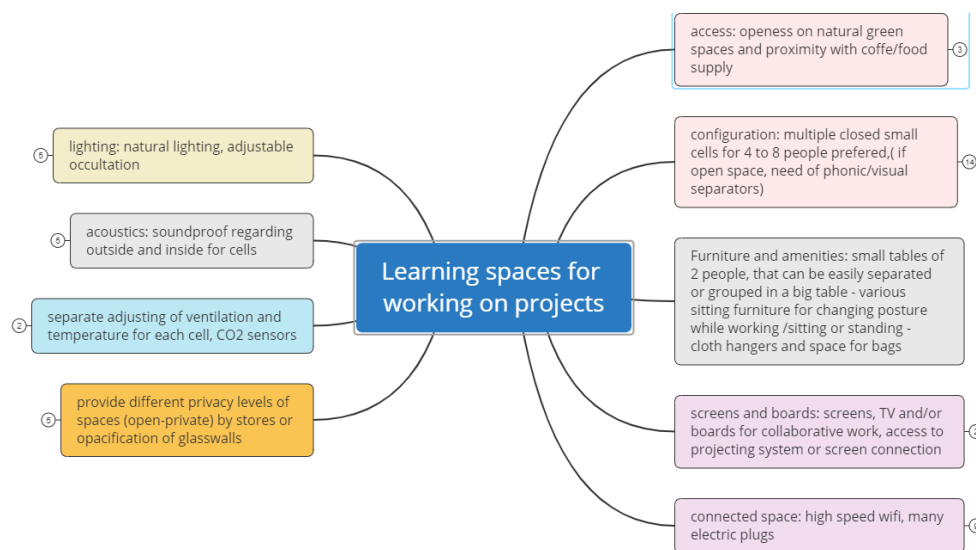 access: openess on natural green
spaces and proximity with coffe/food
supply
3
lighting: natural lighting, adjustable
occultation
5
configuration: multiple closed small
cells for 4 to 8 people prefered,( if
open space, need of phonic/visual
separators)
14
acoustics: soundproof regarding
outside and inside for cells
5
Learning spaces for
working on projects
Furniture and amenities: small tables of
2 people, that can be easily separated
or grouped in a big table - various
sitting furniture for changing posture
while working /sitting or standing -
cloth hangers and space for bags
separate adjusting of ventilation and
temperature for each cell, CO2 sensors
2
provide different privacy levels of
spaces (open-private) by stores or
opacification of glasswalls
5
screens and boards: screens, TV and/or
boards for collaborative work, access to
projecting system or screen connection
connected space: high speed wifi, many
electric plugs